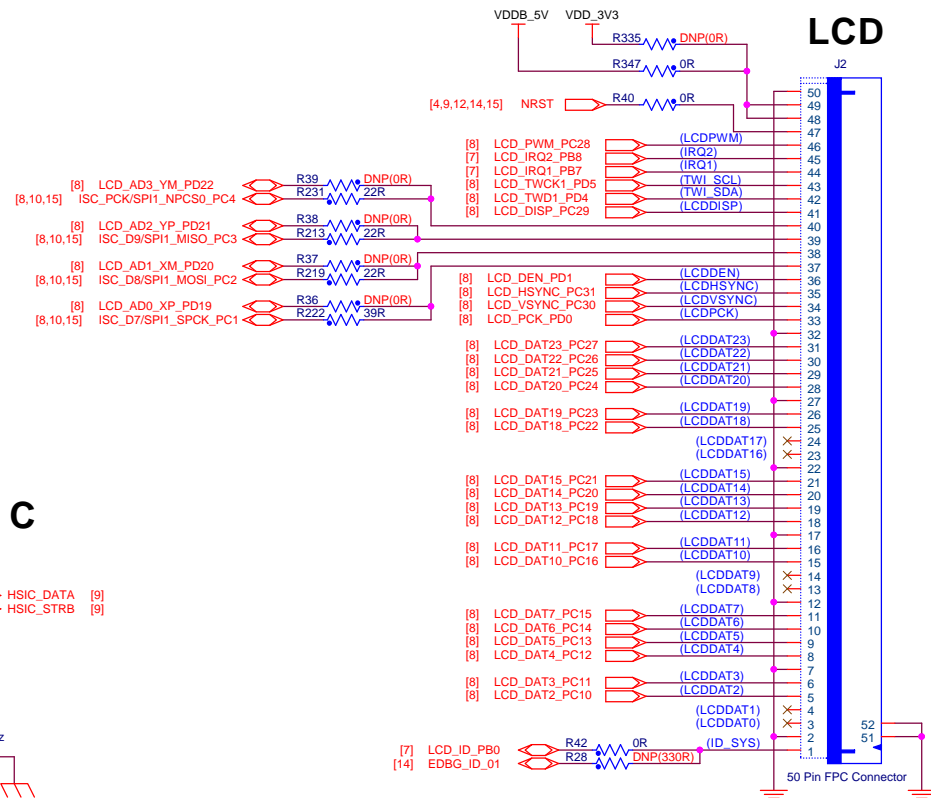 VDDB_5V VDD_3V3
LCD
R335 DNP(0R)
J2
R347 0R
[4,9,12,14,15] NRST R40 0R
50
49
48
47
[8] LCD_PWM_PC28 (LCDPWM) 46
[7] LCD_IRQ2_PB8 (IRQ2) 45
[7] LCD_IRQ1_PB7 (IRQ1) 44
[8] LCD_TWCK1_PD5 (TWI_SCL) 43
[8] LCD_TWD1_PD4 (TWI_SDA) 42
[8] LCD_DISP_PC29 (LCDDISP) 41
[8] LCD_AD3_YM_PD22 R39 DNP(0R)
[8,10,15] ISC_PCK/SPI1_NPCS0_PC4 R231 22R
40
[8] LCD_AD2_YP_PD21 R38 DNP(0R)
[8,10,15] ISC_D9/SPI1_MISO_PC3 R213 22R
39
38
[8] LCD_AD1_XM_PD20 R37 DNP(0R)
[8,10,15] ISC_D8/SPI1_MOSI_PC2 R219 22R
37
[8] LCD_AD0_XP_PD19 R36 DNP(0R)
[8,10,15] ISC_D7/SPI1_SPCK_PC1 R222 39R
[8] LCD_DEN_PD1 (LCDDEN) 36
[8] LCD_HSYNC_PC31 (LCDHSYNC) 35
[8] LCD_VSYNC_PC30 (LCDVSYNC) 34
[8] LCD_PCK_PD0 (LCDPCK) 33
32
[8] LCD_DAT23_PC27 (LCDDAT23) 31
[8] LCD_DAT22_PC26 (LCDDAT22) 30
[8] LCD_DAT21_PC25 (LCDDAT21) 29
[8] LCD_DAT20_PC24 (LCDDAT20) 28
27
[8] LCD_DAT19_PC23 (LCDDAT19) 26
[8] LCD_DAT18_PC22 (LCDDAT18) 25
(LCDDAT17) 24
(LCDDAT16) 23
22
[8] LCD_DAT15_PC21 (LCDDAT15) 21
[8] LCD_DAT14_PC20 (LCDDAT14) 20
[8] LCD_DAT13_PC19 (LCDDAT13) 19
[8] LCD_DAT12_PC18 (LCDDAT12) 18
C
17
[8] LCD_DAT11_PC17 (LCDDAT11) 16
[8] LCD_DAT10_PC16 (LCDDAT10) 15
(LCDDAT9) 14
(LCDDAT8) 13
HSIC_DATA [9]
HSIC_STRB [9]
12
[8] LCD_DAT7_PC15 (LCDDAT7) 11
[8] LCD_DAT6_PC14 (LCDDAT6) 10
[8] LCD_DAT5_PC13 (LCDDAT5) 9
[8] LCD_DAT4_PC12 (LCDDAT4) 8
7
[8] LCD_DAT3_PC11 (LCDDAT3) 6
[8] LCD_DAT2_PC10 (LCDDAT2) 5
(LCDDAT1) 4
(LCDDAT0) 3
52
z
2
51
[7] LCD_ID_PB0 R42 0R (ID_SYS) 1
[14] EDBG_ID_01 R28 DNP(330R)
50 Pin FPC Connector